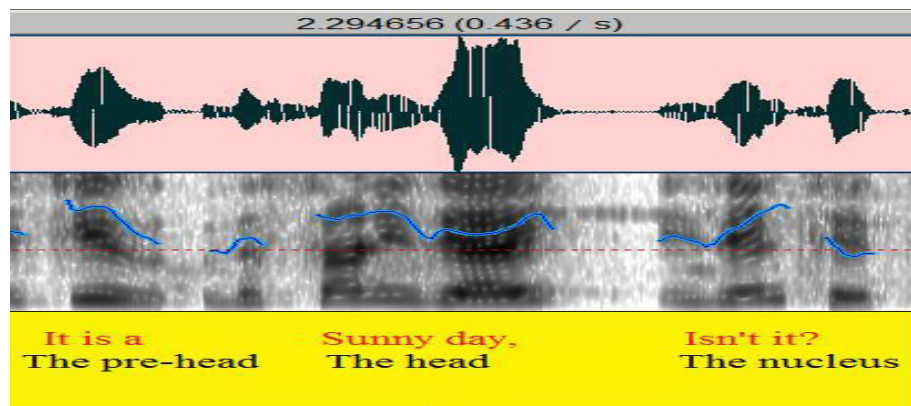 2.294656 (0.436 / s)
It is a Sunny day, Isn't it?
The pre-head The head The nucleus